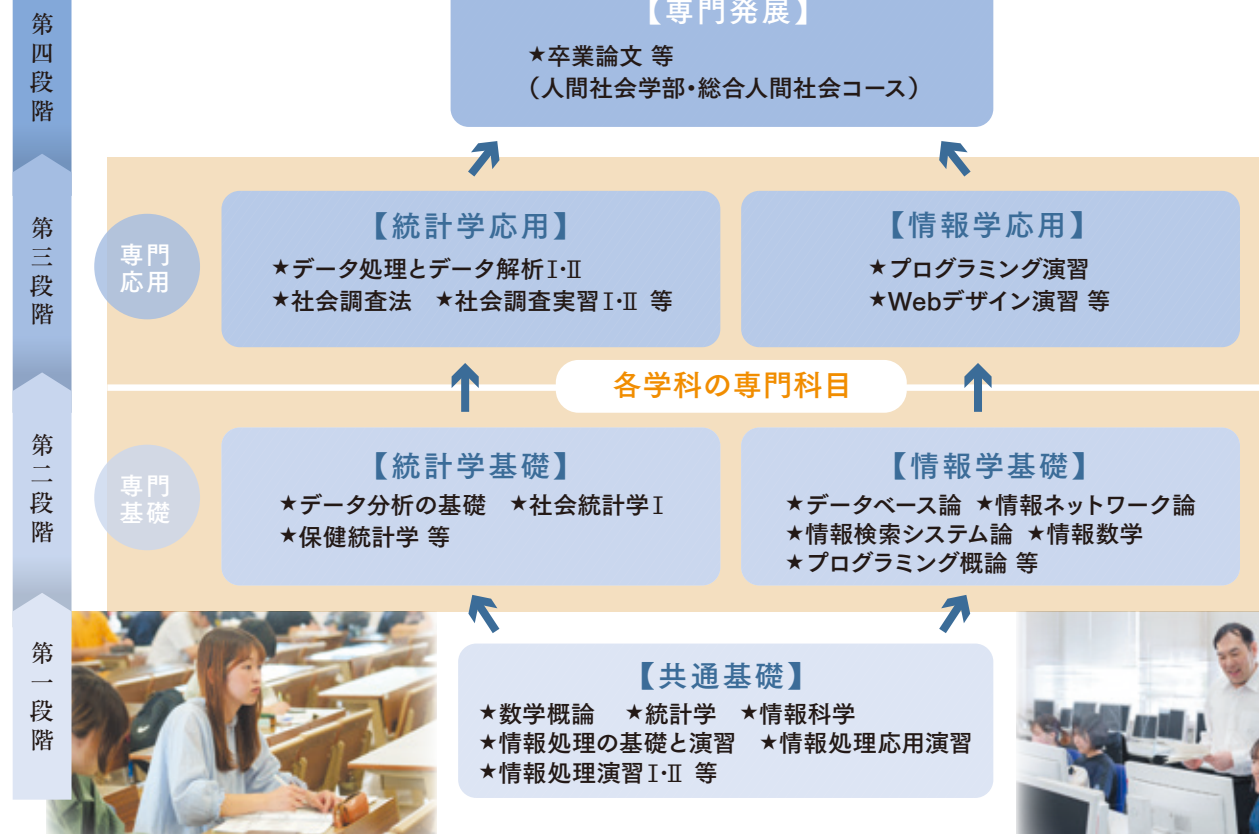 第四段階
【専門発展】
★卒業論文 等
（人間社会学部・総合人間社会コース）
第三段階
専門
応用
【統計学応用】
★データ処理とデータ解析Ⅰ・Ⅱ
★社会調査法 ★社会調査実習Ⅰ・Ⅱ 等
【情報学応用】
★プログラミング演習
★Webデザイン演習 等
各学科の専門科目
第二段階
専門
基礎
【統計学基礎】
★データ分析の基礎 ★社会統計学Ⅰ
★保健統計学 等
【情報学基礎】
★データベース論 ★情報ネットワーク論
★情報検索システム論 ★情報数学
★プログラミング概論 等
第一段階
【共通基礎】
★数学概論 ★統計学 ★情報科学
★情報処理の基礎と演習 ★情報処理応用演習
★情報処理演習Ⅰ・Ⅱ 等